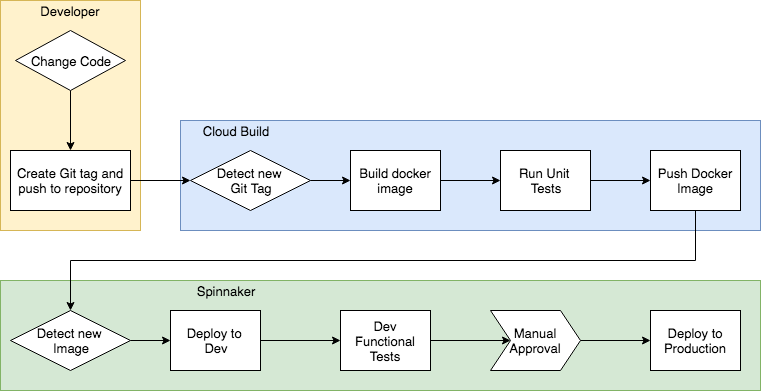 Developer
Change Code
Create Git tag and
push to repository
Cloud Build
Detect new
Git Tag
Build docker
image
Run Unit
Tests
Push Docker
Image
Spinnaker
Detect new
Image
Deploy to
Dev
Dev
Functional
Tests
Manual
Approval
Deploy to
Production